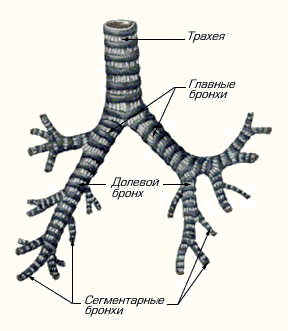 Трахея
Главные
бронхи
Долевой
бронх
Сегментарные
бронхи